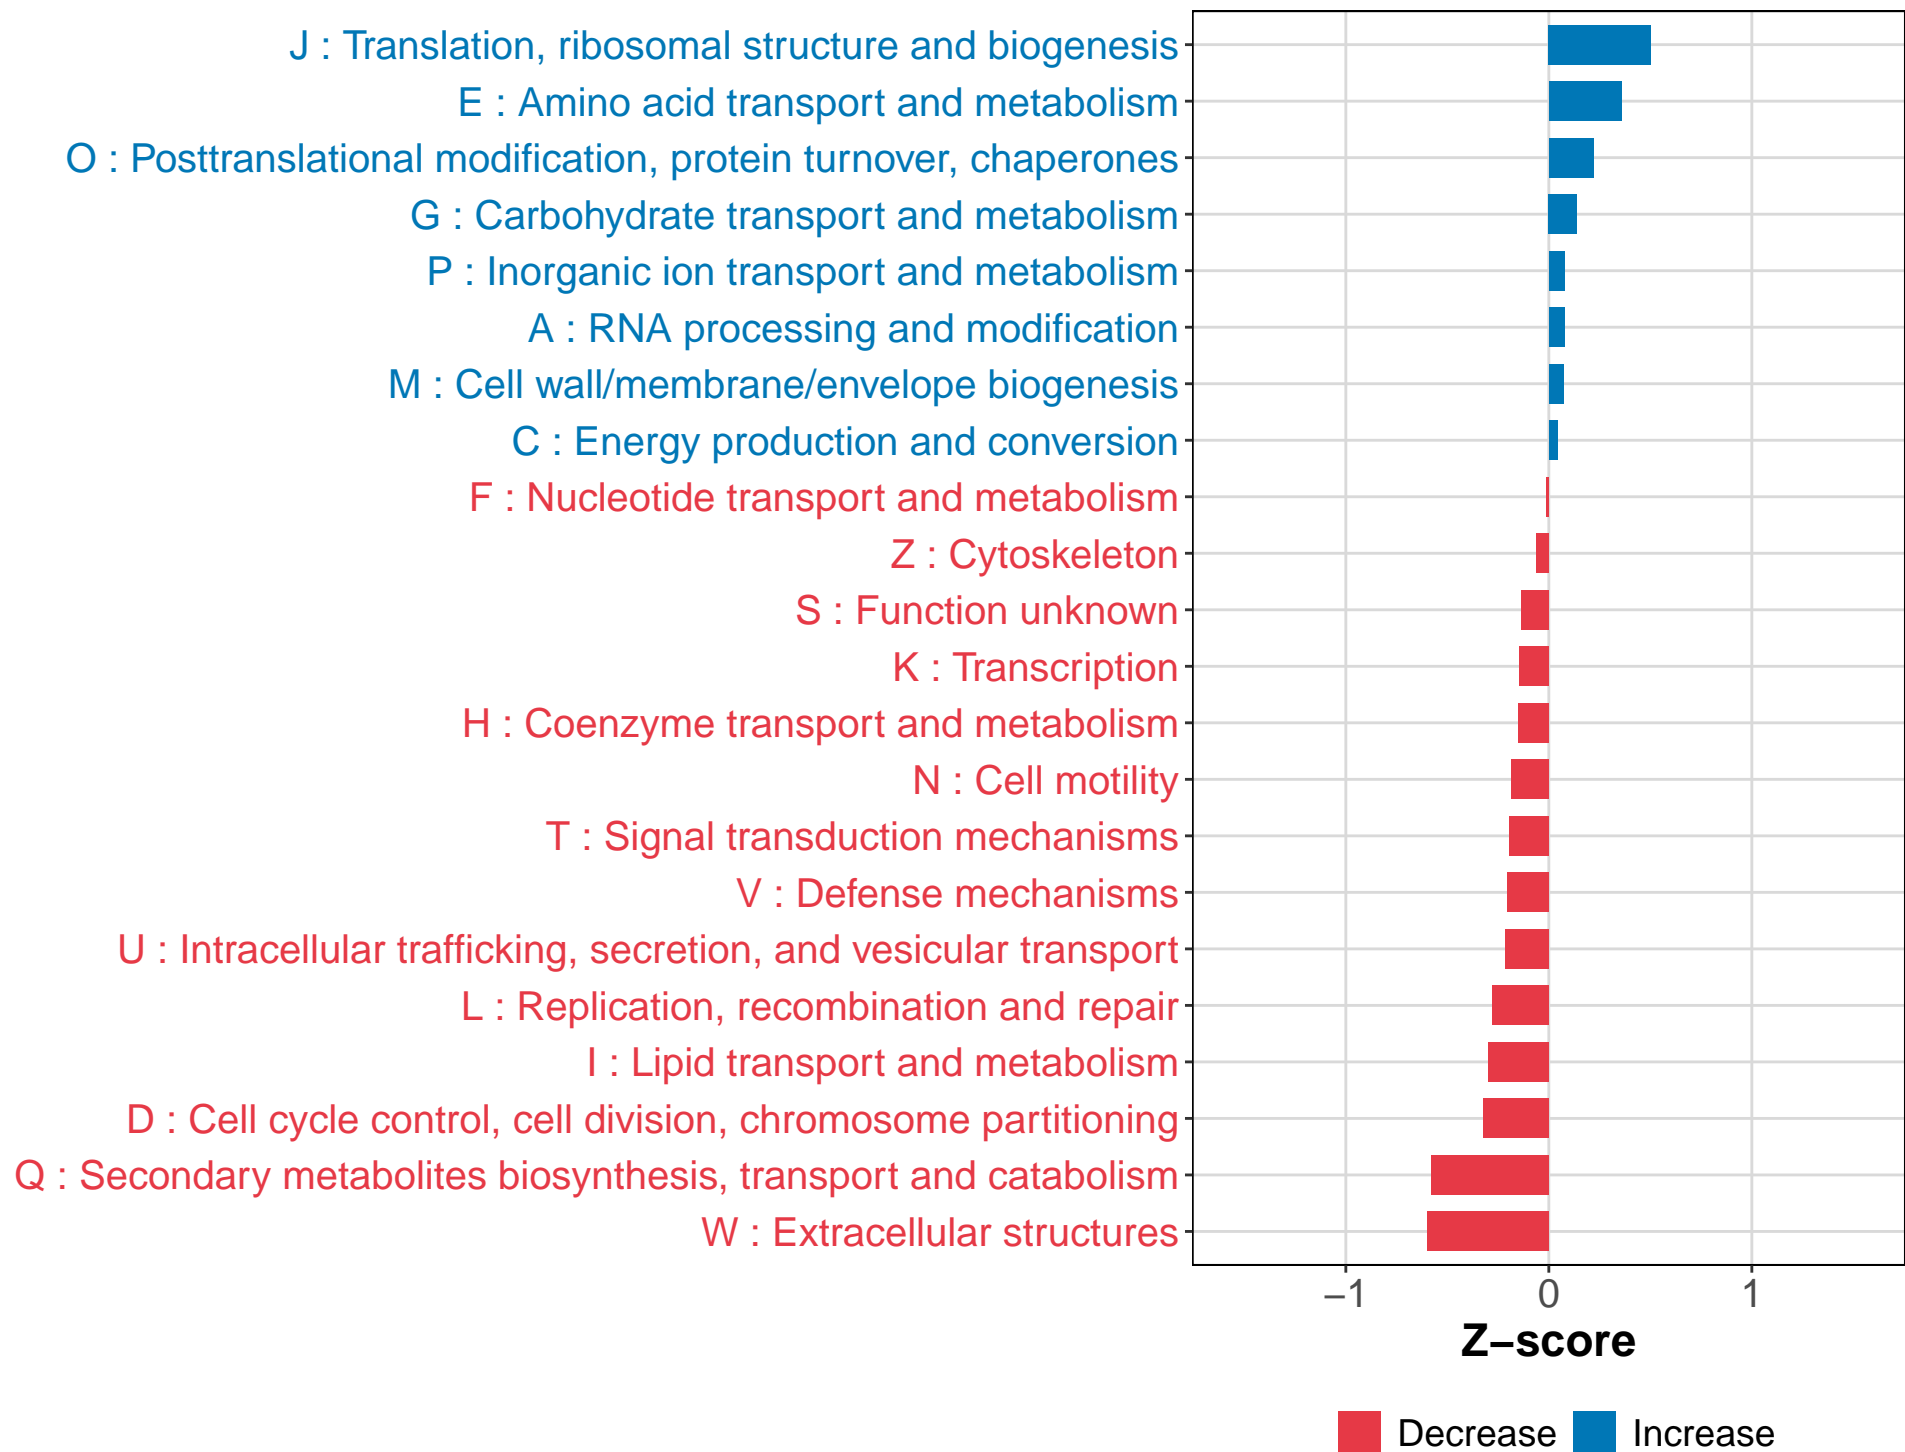 J : Translation, ribosomal structure and biogenesis
E : Amino acid transport and metabolism
O : Posttranslational modification, protein turnover, chaperones
G : Carbohydrate transport and metabolism
P : Inorganic ion transport and metabolism
A : RNA processing and modification
M : Cell wall/membrane/envelope biogenesis
C : Energy production and conversion
F : Nucleotide transport and metabolism
Z : Cytoskeleton
S : Function unknown
K : Transcription
H : Coenzyme transport and metabolism
N : Cell motility
T : Signal transduction mechanisms
V : Defense mechanisms
U : Intracellular trafficking, secretion, and vesicular transport
L : Replication, recombination and repair
I : Lipid transport and metabolism
D : Cell cycle control, cell division, chromosome partitioning
Q : Secondary metabolites biosynthesis, transport and catabolism
W : Extracellular structures
−1 0 1
Z−score
Decrease Increase